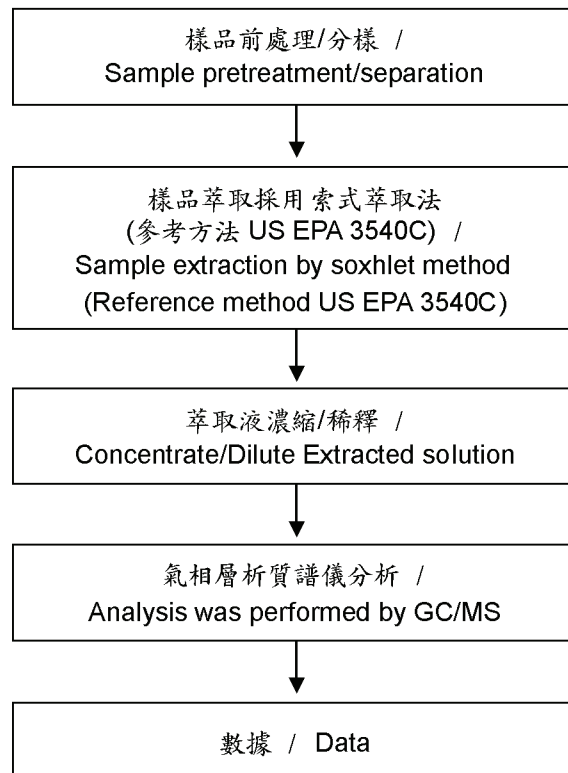 樣品前處理/分樣 /
Sample pretreatment/separation
樣品萃取採用索式萃取法
(參考方法 US EPA 3540C) /
Sample extraction by soxhlet method
(Reference method US EPA 3540C)
萃取液濃縮/稀釋 /
Concentrate/Dilute Extracted solution
氣相層析質譜儀分析 /
Analysis was performed by GC/MS
數據 / Data